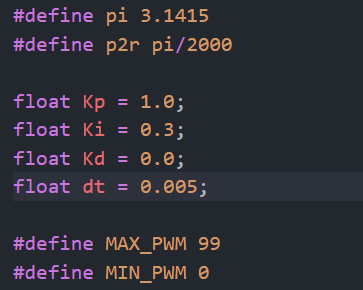 #define pi 3.1415
#define p2r pi/2000
float Kp = 1.0;
float Ki = 0.3;
float Kd = 0.0;
float dt = 0.005;
#define MAX_PWM 99
#define MIN_PWM 0